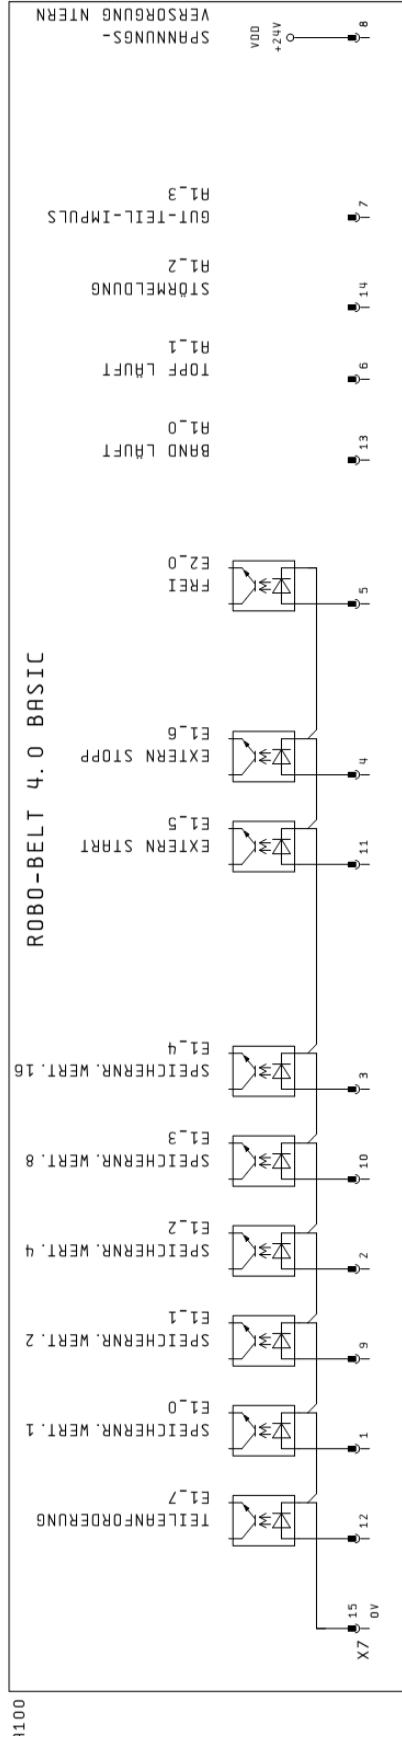 SPANNUNGS-
VERSORGUNG NTERN
VDD
+24V
8
GUT-TEIL-IMPULS
A1_3
7
STÖRMELDUNG
A1_2
14
TOPF LÄUFT
A1_1
6
BAND LÄUFT
A1_0
13
FREI
E2_0
5
ROBO-BELT 4.0 BASIC
EXTERN STOPP
E1_6
4
EXTERN START
E1_5
11
SPEICHERNR.WERT.16
E1_4
3
SPEICHERNR.WERT.8
E1_3
10
SPEICHERNR.WERT.4
E1_2
2
SPEICHERNR.WERT.2
E1_1
9
SPEICHERNR.WERT.1
E1_0
1
TEILEANFORDERUNG
E1_7
12
X7
15
0V